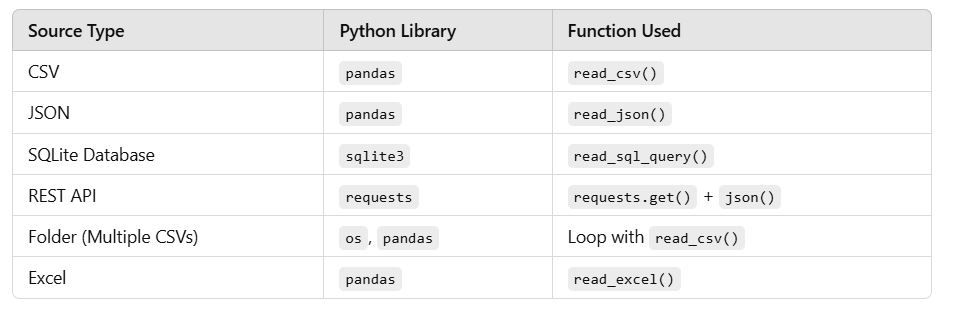 Source Type Python Library Function Used
CSV pandas read_csv()
JSON pandas read_json()
SQLite Database sqlite3 read_sql_query()
REST API requests requests.get() + json()
Folder (Multiple CSVs) os, pandas Loop with read_csv()
Excel pandas read_excel()